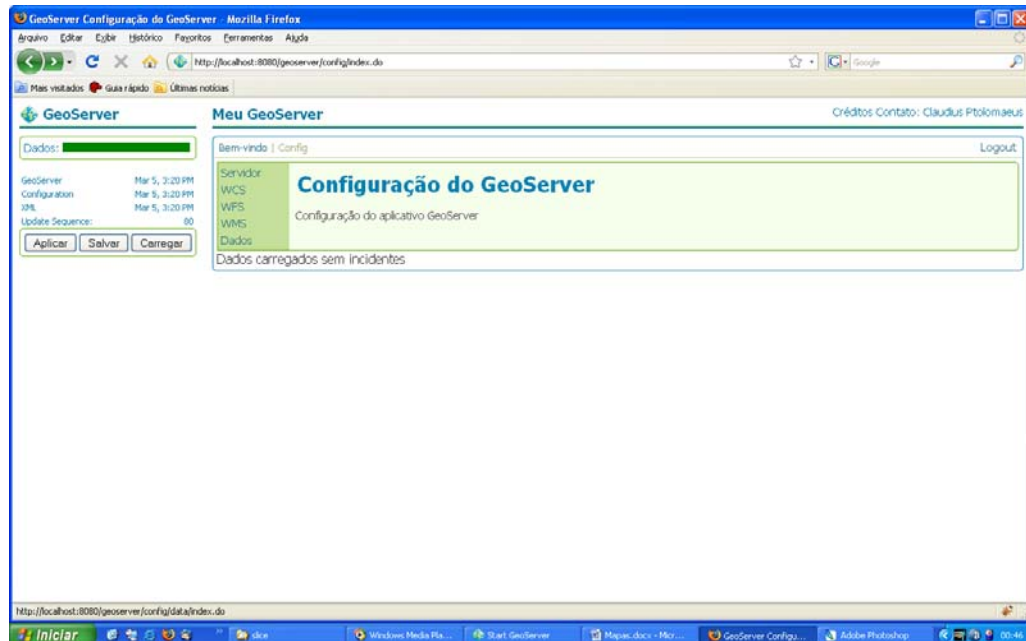 GeoServer Configuração do GeoServer - Mozilla Firefox
Arquivo Editar Exibir Histórico Favoritos Ferramentas Ajuda
http://localhost:8080/geoserver/config/index.do
Google
Mais visitados Guia rápido Últimas notícias
GeoServer
Meu GeoServer
Créditos Contato: Claudius Ptolomaeus
Dados:
Bem-vindo | Config
Logout
GeoServer Mar 5, 3:20 PM
Configuration Mar 5, 3:20 PM
XML Mar 5, 3:20 PM
Update Sequence: 80
Aplicar Salvar Carregar
Servidor
WCS
WFS
WMS
Dados
Configuração do GeoServer
Configuração do aplicativo GeoServer
Dados carregados sem incidentes
http://localhost:8080/geoserver/config/data/index.do
Iniciar
slice
Windows Media Pla...
Start GeoServer
Mapas.docx - Micr...
GeoServer Configu...
Adobe Photoshop